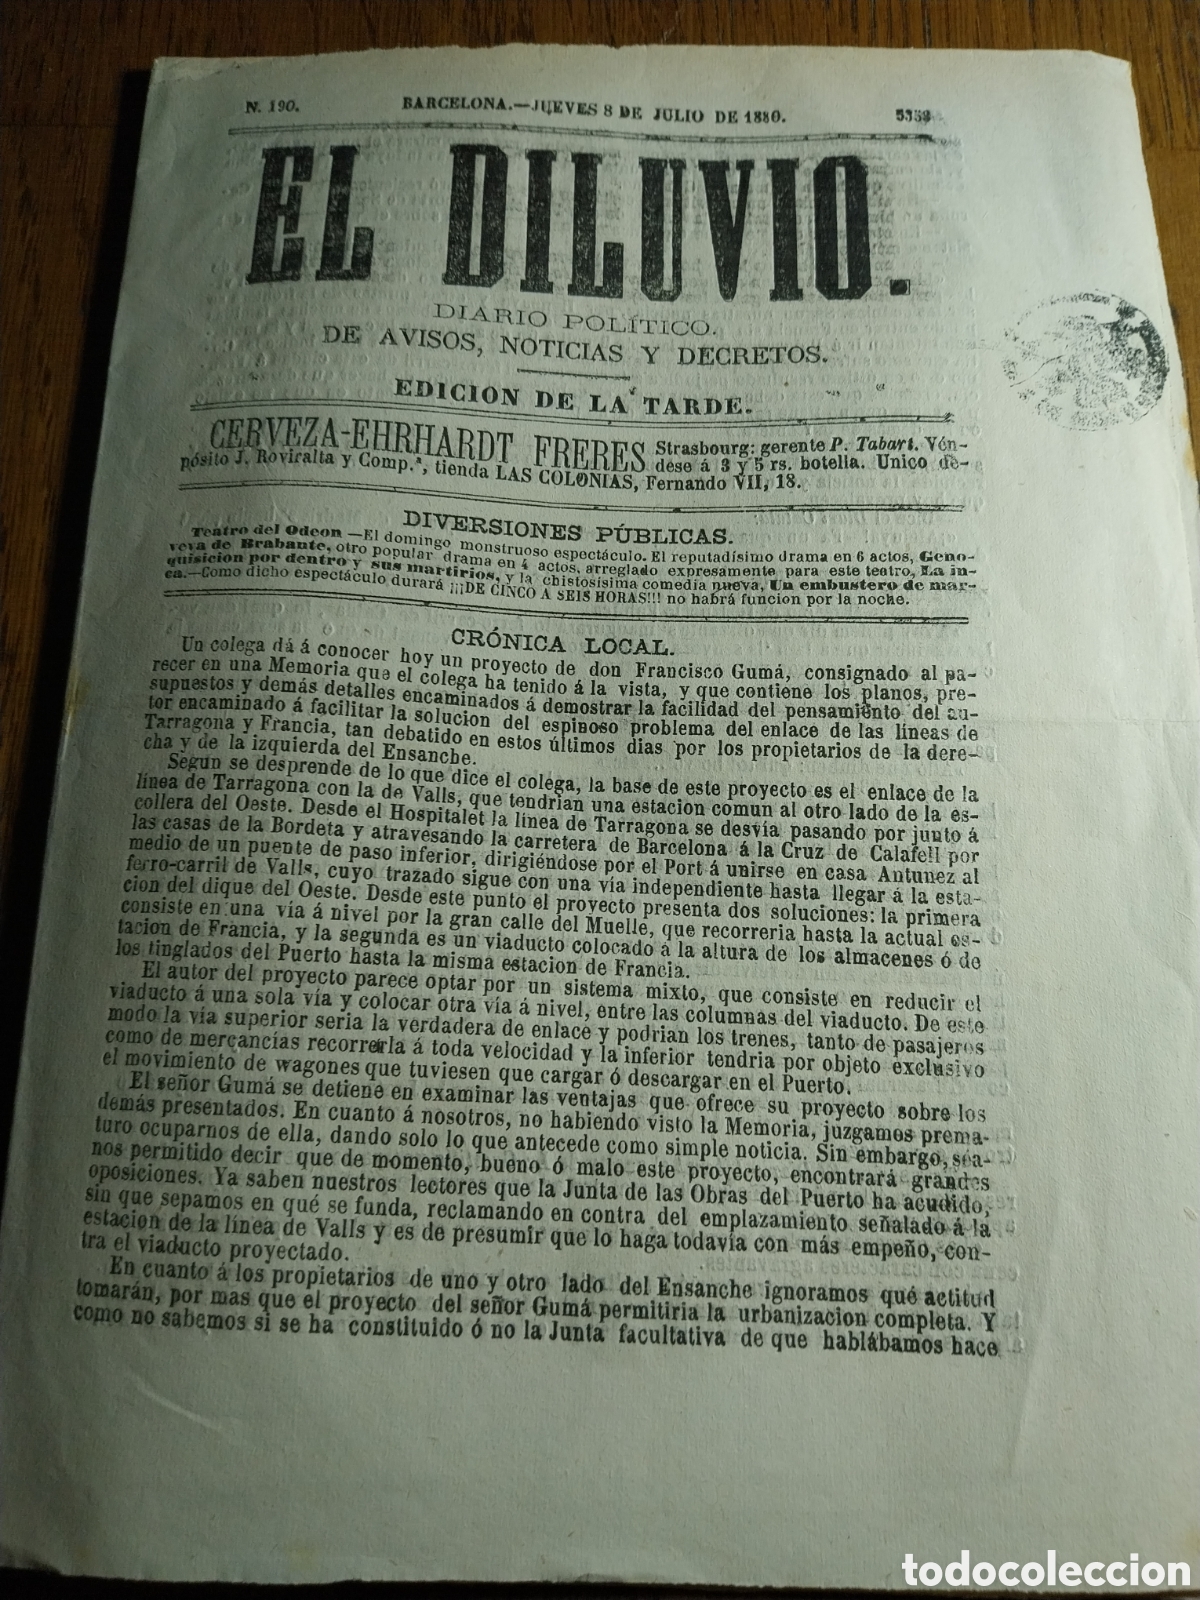 N. 190. BARCELONA.—JUEVES 8 DE JULIO DE 1880. 5353
EL DILUVIO.
DIARIO POLÍTICO.
DE AVISOS, NOTICIAS Y DECRETOS.
EDICION DE LA TARDE.
CERVEZA-EHRHARDT FRERES Strasbourg: gerente P. Tabart. Vén-
dese á 3 y 5 rs. botella. Unico de-
pósito J. Roviralta y Comp.ª, tienda LAS COLONIAS, Fernando VII, 18.
DIVERSIONES PÚBLICAS.
Teatro del Odeon —El domingo monstruoso espectáculo. El reputadísimo drama en 6 actos, Geno-
veva de Brabante, otro popular drama en 4 actos, arreglado expresamente para este teatro, La in-
quisicion por dentro y sus martirios, y la chistosísima comedia nueva, Un embustero de mar-
ca.—Como dicho espectáculo durará ¡¡¡DE CINCO A SEIS HORAS!!! no habrá funcion por la noche.
CRÓNICA LOCAL.
Un colega dá á conocer hoy un proyecto de don Francisco Gumá, consignado al pa-
recer en una Memoria que el colega ha tenido á la vista, y que contiene los planos, pre-
supuestos y demás detalles encaminados á demostrar la facilidad del pensamiento del au-
tor encaminado á facilitar la solucion del espinoso problema del enlace de las líneas de
Tarragona y Francia, tan debatido en estos últimos dias por los propietarios de la dere-
cha y de la izquierda del Ensanche.
Segun se desprende de lo que dice el colega, la base de este proyecto es el enlace de la
línea de Tarragona con la de Valls, que tendrian una estacion comun al otro lado de la es-
collera del Oeste. Desde el Hospitalet la línea de Tarragona se desvía pasando por junto á
las casas de la Bordeta y atravesando la carretera de Barcelona á la Cruz de Calafell por
medio de un puente de paso inferior, dirigiéndose por el Port á unirse en casa Antunez al
ferro-carril de Valls, cuyo trazado sigue con una vía independiente hasta llegar á la esta-
cion del dique del Oeste. Desde este punto el proyecto presenta dos soluciones: la primera
consiste en una vía á nivel por la gran calle del Muelle, que recorreria hasta la actual es-
tacion de Francia, y la segunda es un viaducto colocado á la altura de los almacenes ó de
los tinglados del Puerto hasta la misma estacion de Francia.
El autor del proyecto parece optar por un sistema mixto, que consiste en reducir el
viaducto á una sola vía y colocar otra vía á nivel, entre las columnas del viaducto. De este
modo la vía superior seria la verdadera de enlace y podrian los trenes, tanto de pasajeros
como de mercancías recorrerla á toda velocidad y la inferior tendria por objeto exclusivo
el movimiento de wagones que tuviesen que cargar ó descargar en el Puerto.
El señor Gumá se detiene en examinar las ventajas que ofrece su proyecto sobre los
demás presentados. En cuanto á nosotros, no habiendo visto la Memoria, juzgamos prema-
turo ocuparnos de ella, dando solo lo que antecede como simple noticia. Sin embargo, séa-
nos permitido decir que de momento, bueno ó malo este proyecto, encontrará grandes
oposiciones. Ya saben nuestros lectores que la Junta de las Obras del Puerto ha acudido,
sin que sepamos en qué se funda, reclamando en contra del emplazamiento señalado á la
estacion de la línea de Valls y es de presumir que lo haga todavía con más empeño, con-
tra el viaducto proyectado.
En cuanto á los propietarios de uno y otro lado del Ensanche ignoramos qué actitud
tomarán, por mas que el proyecto del señor Gumá permitiria la urbanizacion completa. Y
como no sabemos si se ha constituido ó no la Junta facultativa de que hablábamos hace
todocoleccion